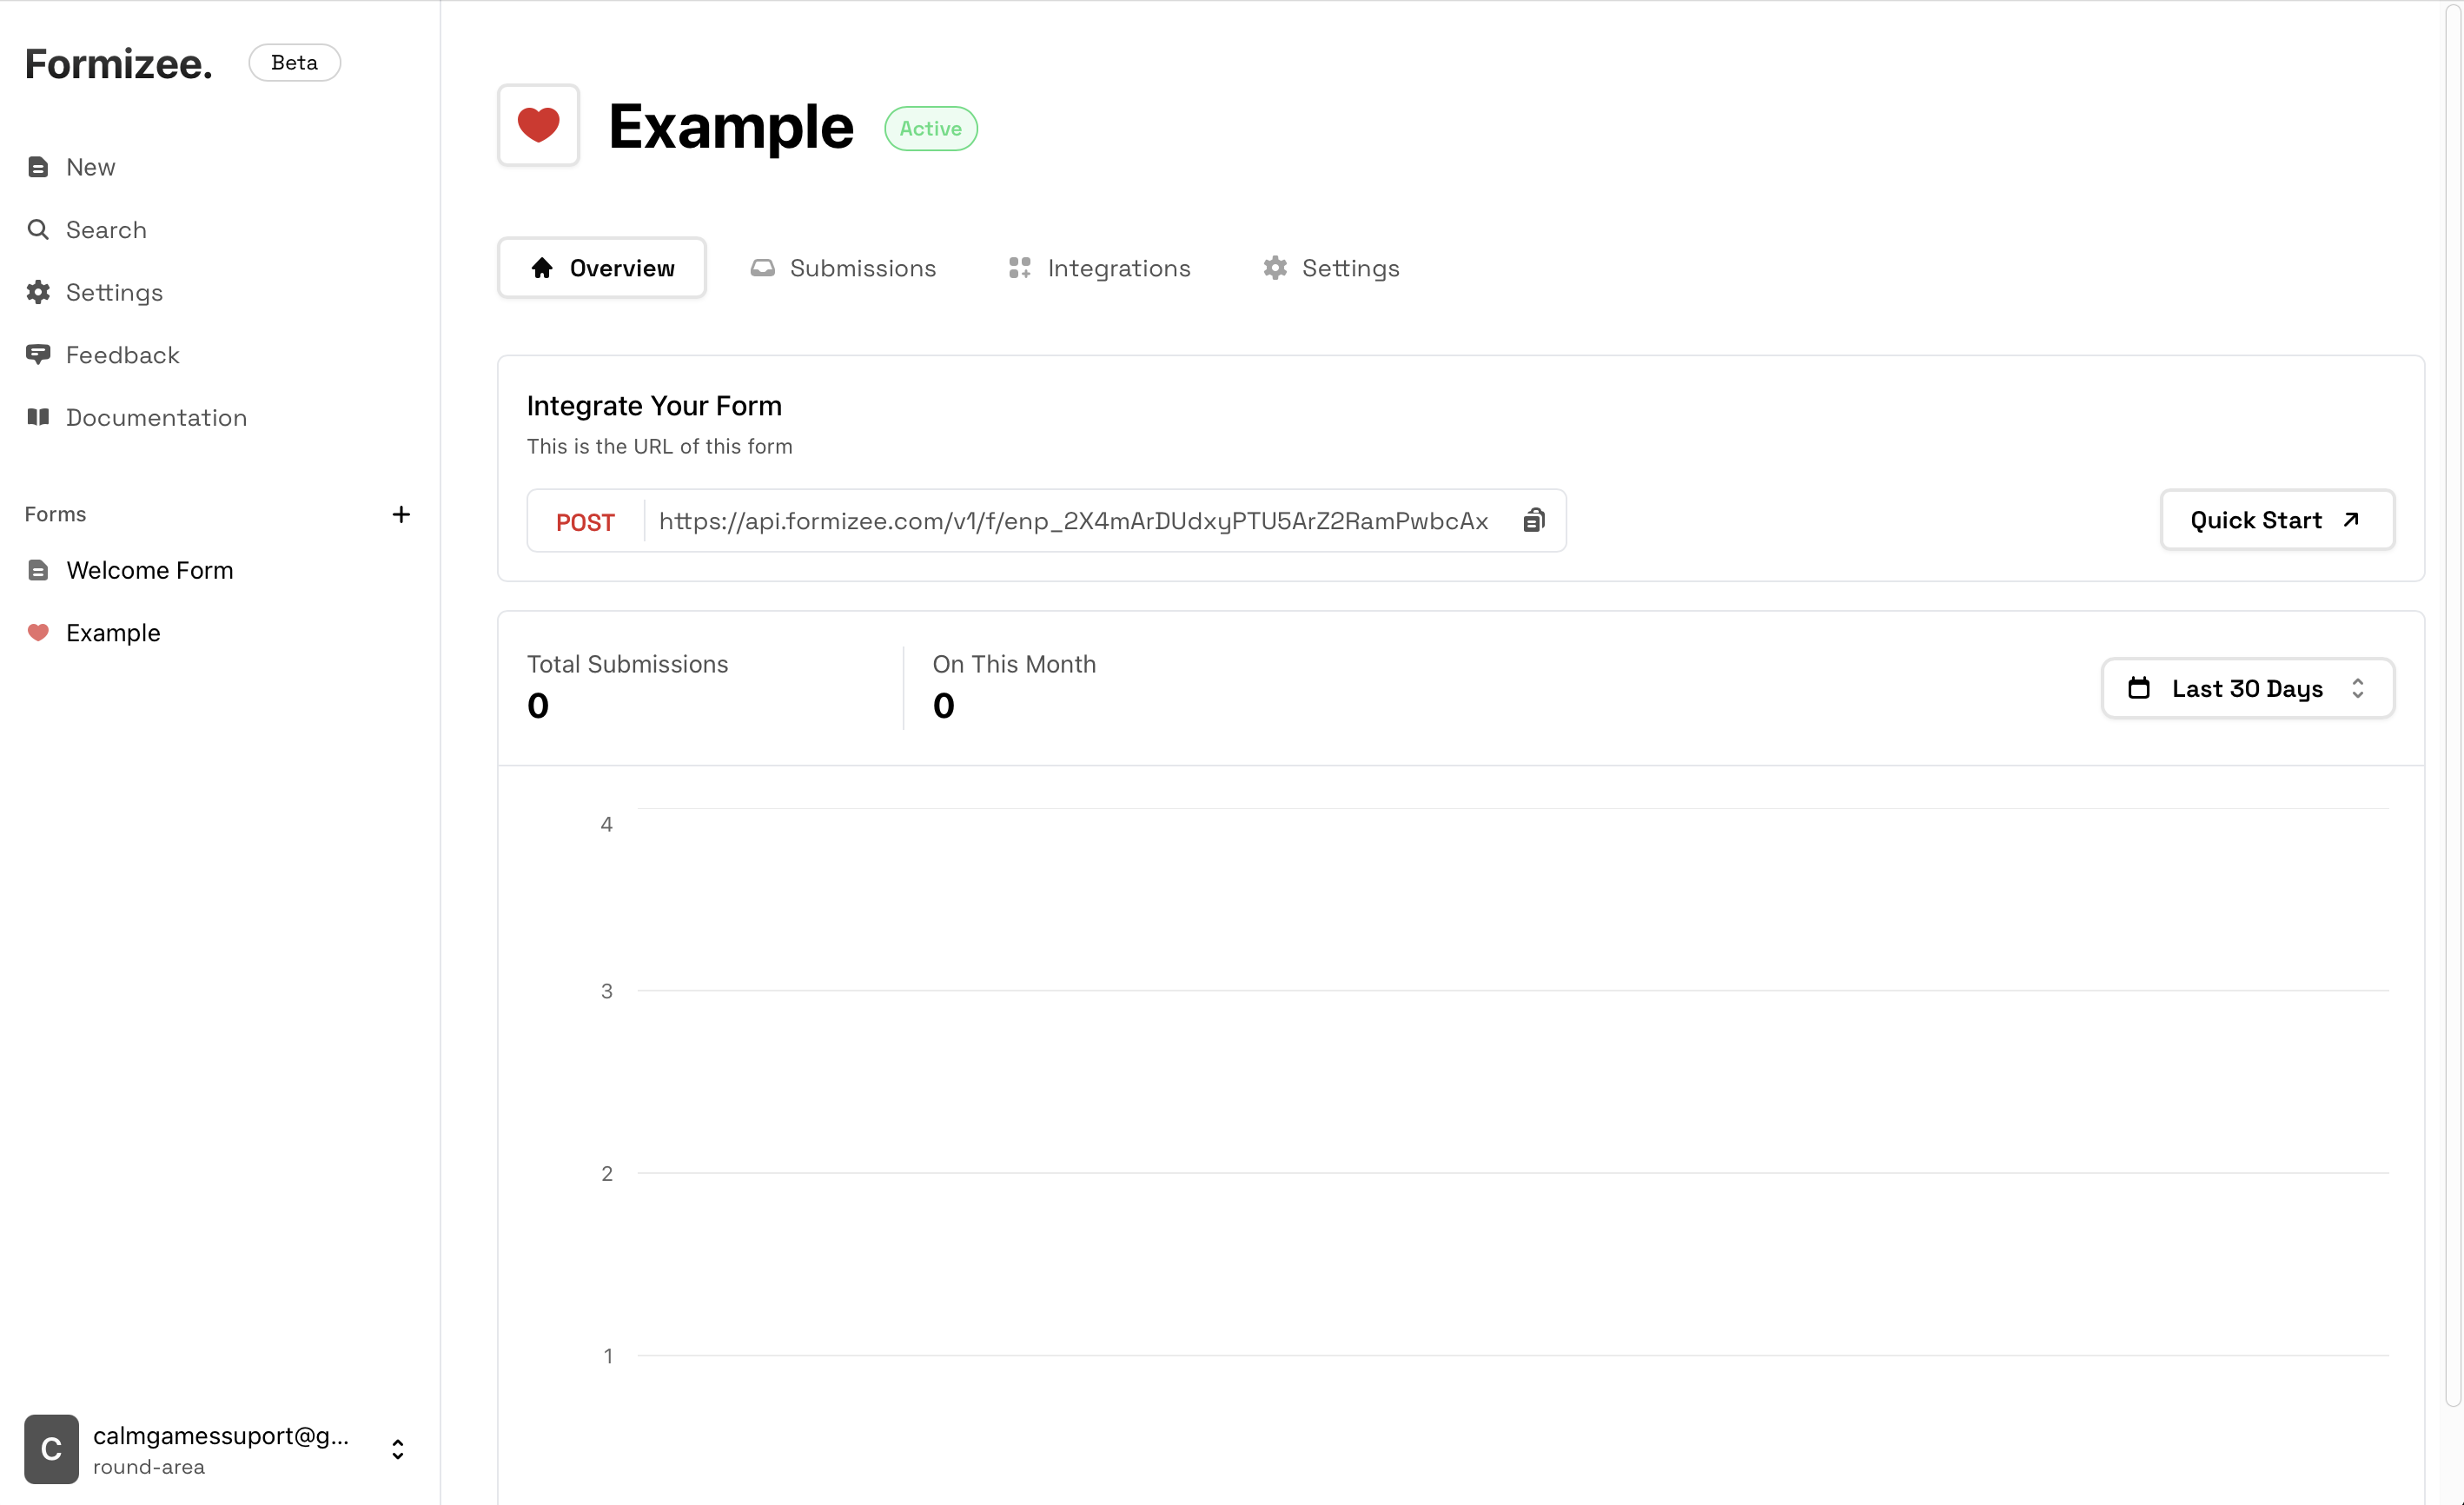 Formizee.
Beta
New
Search
Settings
Feedback
Documentation
Forms
Welcome Form
Example
C
calmgamessuport@g...
round-area
Example
Active
Overview
Submissions
Integrations
Settings
Integrate Your Form
This is the URL of this form
POST
https://api.formizee.com/v1/f/enp_2X4mArDUdxyPTU5ArZ2RamPwbcAx
Quick Start
Total Submissions
0
On This Month
0
Last 30 Days
4
3
2
1